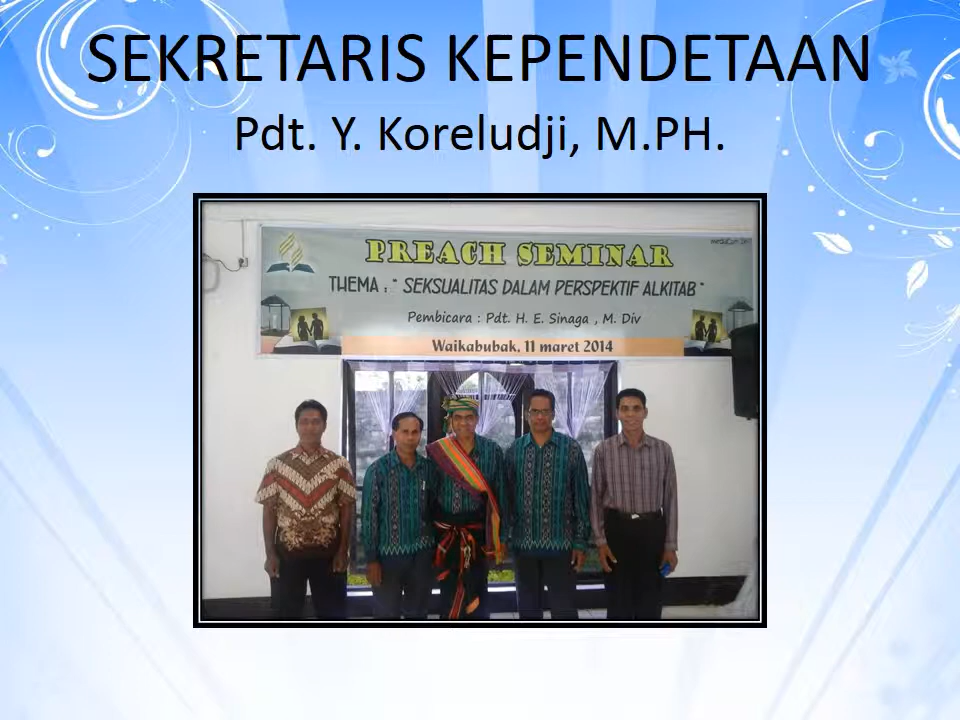 SEKRETARIS KEPENDETAAN
Pdt. Y. Koreludji, M.PH.
PREACH SEMINAR
THEMA : " SEKSUALITAS DALAM PERSPEKTIF ALKITAB "
Pembicara : Pdt. H. E. Sinaga , M. Div
Waikabubak, 11 maret 2014